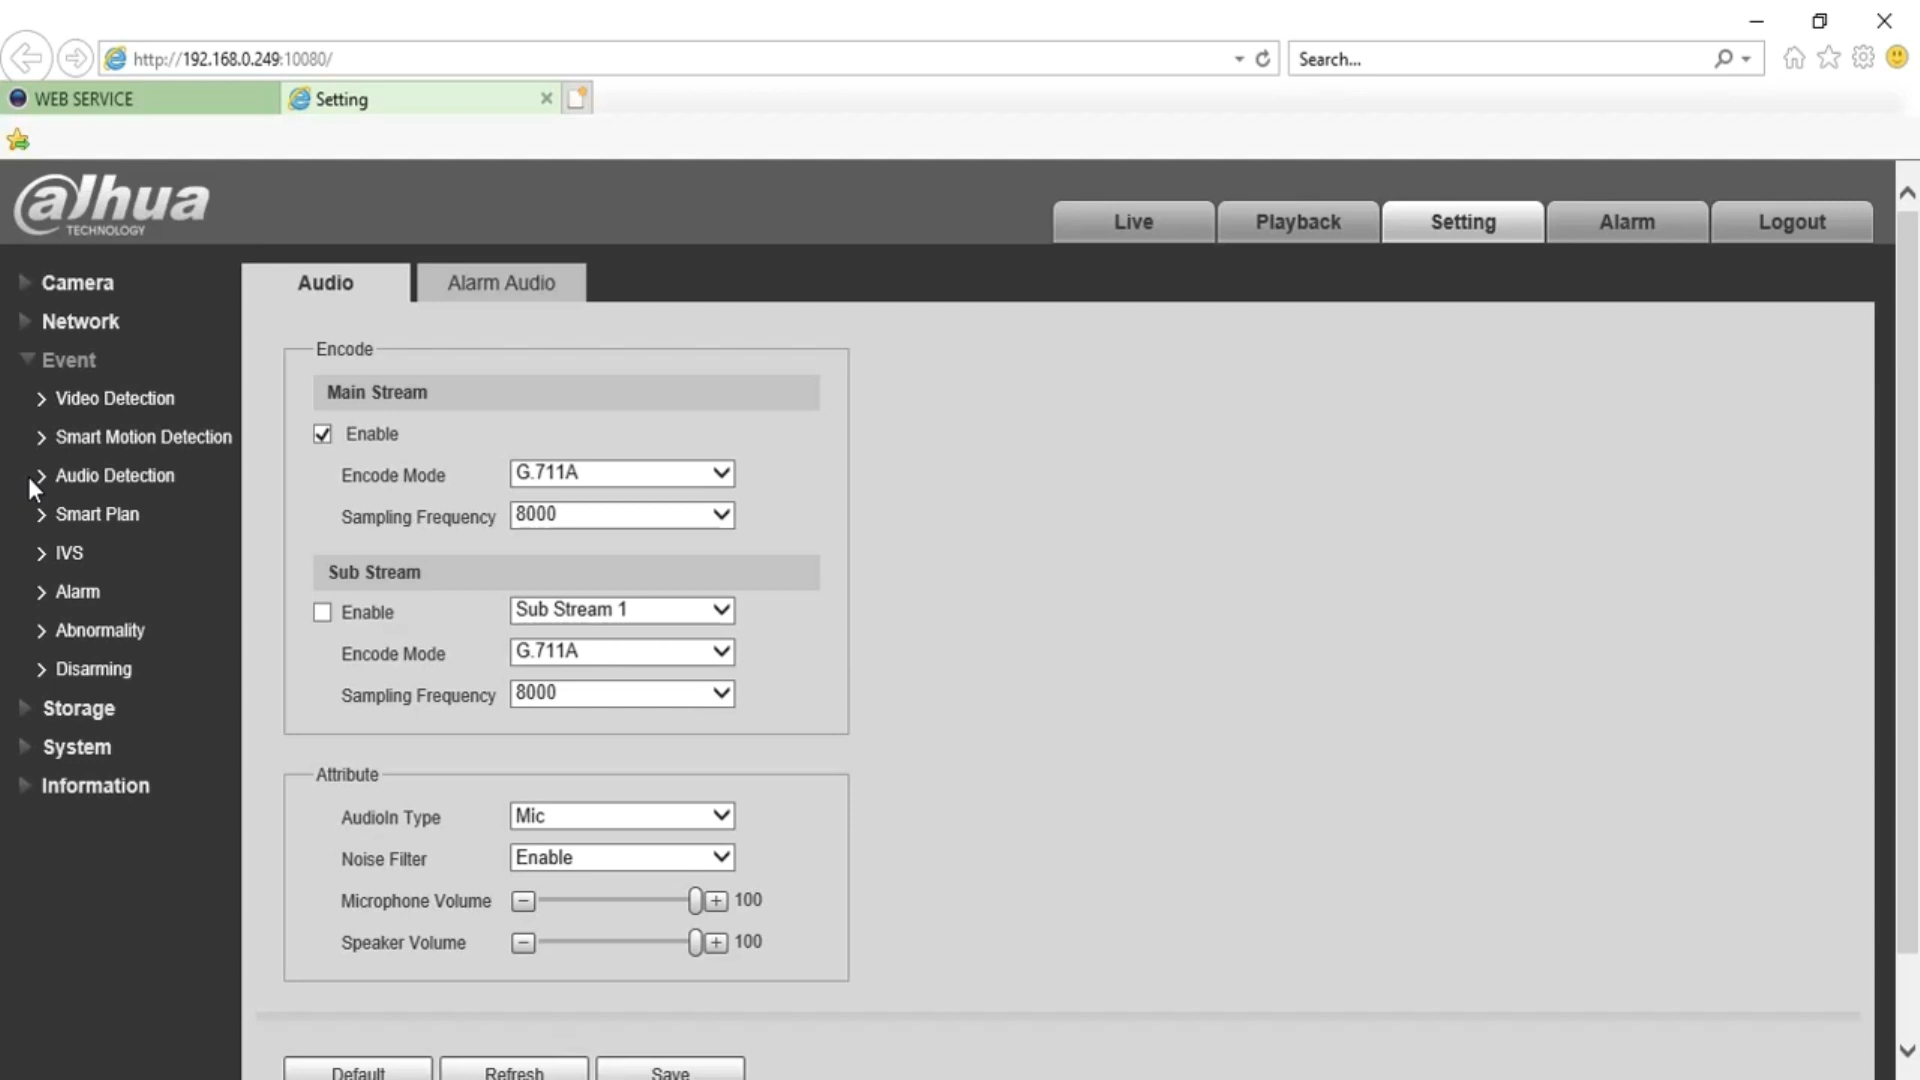 http://192.168.0.249:10080/
Search...
WEB SERVICE
Setting
alhua
TECHNOLOGY
Live
Playback
Setting
Alarm
Logout
Camera
Network
Event
Video Detection
Smart Motion Detection
Audio Detection
Smart Plan
IVS
Alarm
Abnormality
Disarming
Storage
System
Information
Audio
Alarm Audio
Encode
Main Stream
Enable
Encode Mode G.711A
Sampling Frequency 8000
Sub Stream
Enable Sub Stream 1
Encode Mode G.711A
Sampling Frequency 8000
Attribute
AudioIn Type Mic
Noise Filter Enable
Microphone Volume 100
Speaker Volume 100
Default
Refresh
Save